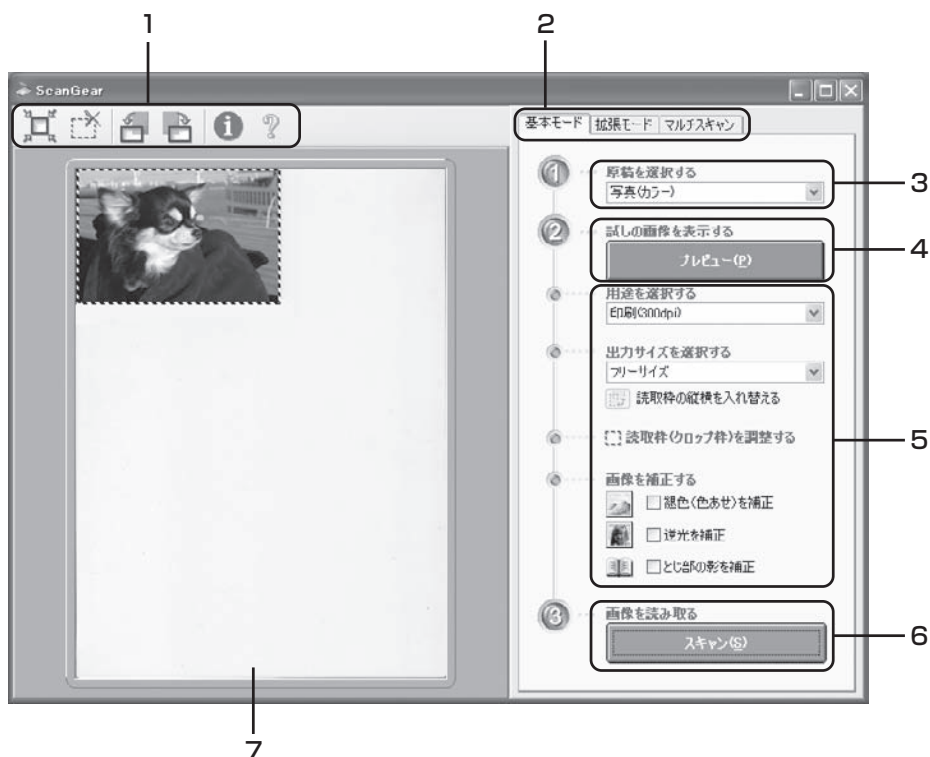 1
2
ScanGear
基本モード 拡張モード マルチスキャン
① 原稿を選択する
写真(カラー)
3
② 試しの画像を表示する
プレビュー(P)
4
用途を選択する
印刷(300dpi)
出力サイズを選択する
フリーサイズ
読取枠の縦横を入れ替える
読取枠(クロップ枠)を調整する
5
画像を補正する
褪色(色あせ)を補正
逆光を補正
とじ部の影を補正
③ 画像を読み取る
スキャン(S)
6
7